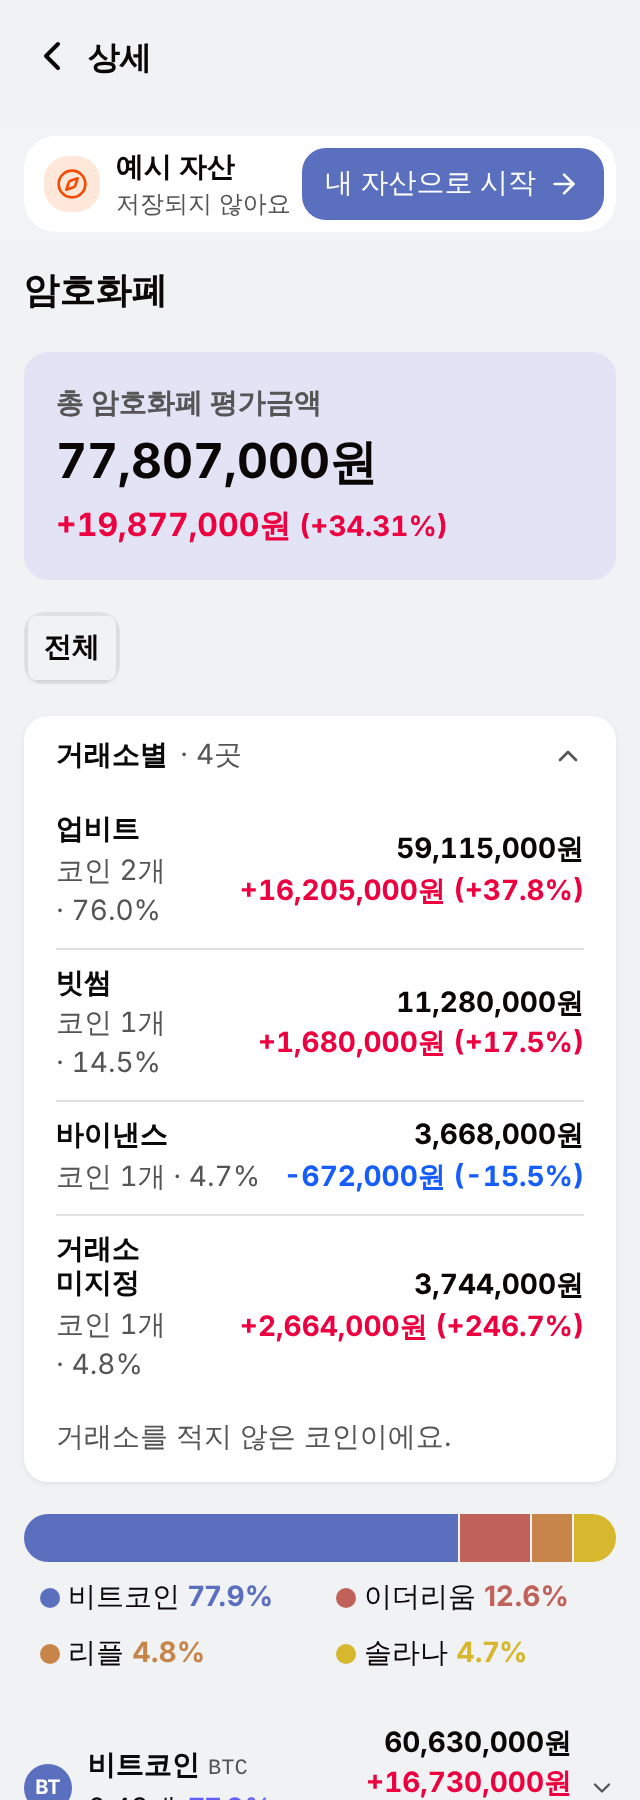 상세
예시 자산
저장되지 않아요
내 자산으로 시작 →
암호화폐
총 암호화폐 평가금액
77,807,000원
+19,877,000원 (+34.31%)
전체
거래소별 · 4곳
업비트
코인 2개
· 76.0%
59,115,000원
+16,205,000원 (+37.8%)
빗썸
코인 1개
· 14.5%
11,280,000원
+1,680,000원 (+17.5%)
바이낸스
코인 1개 · 4.7%
3,668,000원
-672,000원 (-15.5%)
거래소
미지정
코인 1개
· 4.8%
3,744,000원
+2,664,000원 (+246.7%)
거래소를 적지 않은 코인이에요.
비트코인 77.9%
이더리움 12.6%
리플 4.8%
솔라나 4.7%
BT
비트코인 BTC
60,630,000원
+16,730,000원